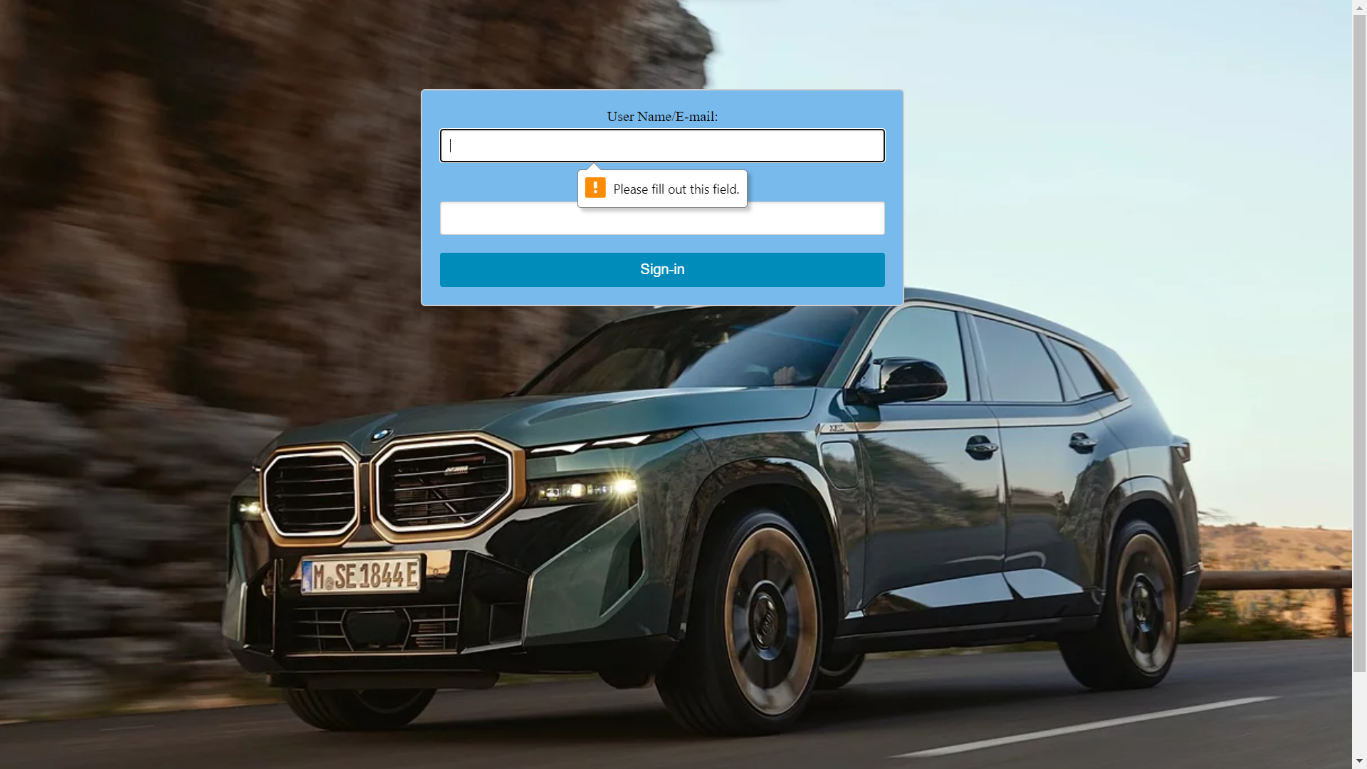 User Name/E-mail:
Please fill out this field.
Sign-in
M SE 1844 E